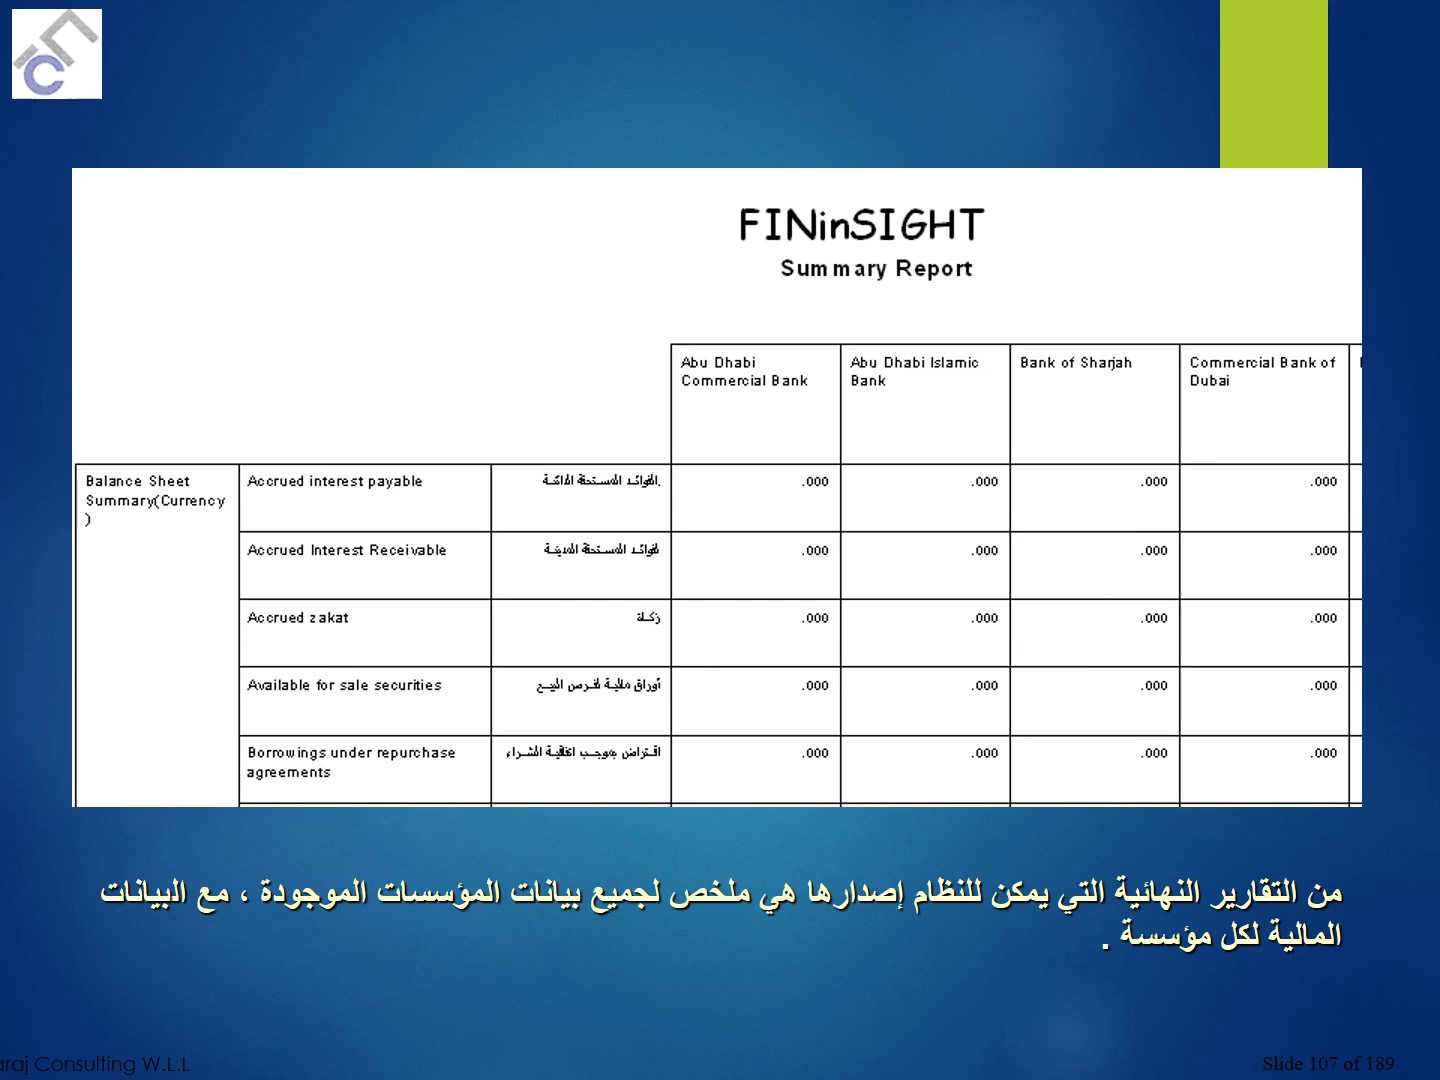 FINinSIGHT
Summary Report
Abu Dhabi Commercial Bank
Abu Dhabi Islamic Bank
Bank of Sharjah
Commercial Bank of Dubai
Balance Sheet
Summary(Currency
)
Accrued interest payable الفوائد المستحقة الدائنة. .000 .000 .000 .000
Accrued Interest Receivable لفوائد المستحقة المدينة .000 .000 .000 .000
Accrued zakat زكاة .000 .000 .000 .000
Available for sale securities أوراق مالية لغرض البيع .000 .000 .000 .000
Borrowings under repurchase agreements اقتراض بموجب اتفاقية الشراء .000 .000 .000 .000
من التقارير النهائية التي يمكن للنظام إصدارها هي ملخص لجميع بيانات المؤسسات الموجودة ، مع البيانات
المالية لكل مؤسسة .
Consulting W.L.L
Slide 107 of 189